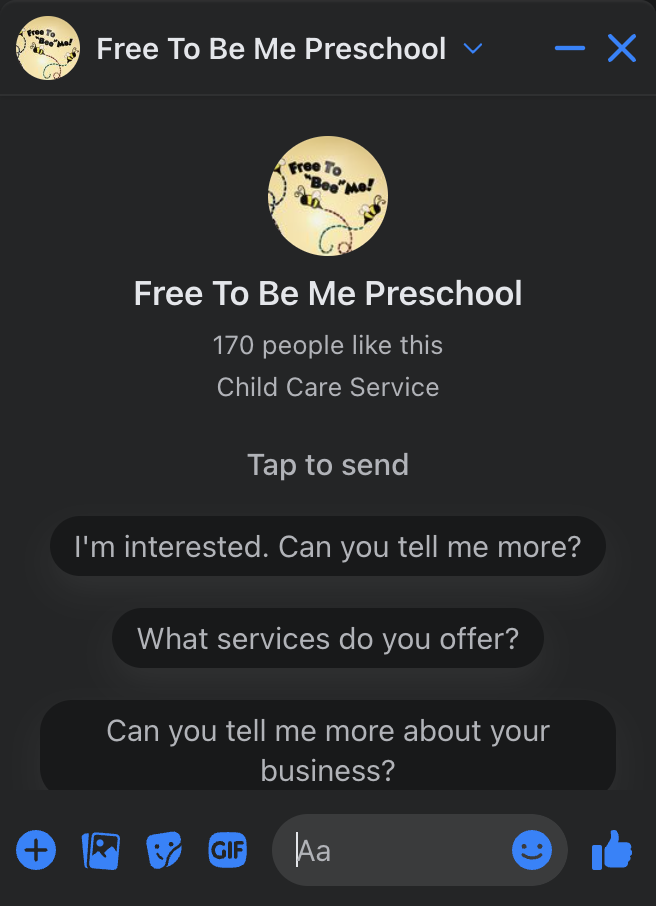 Free To
"Bee" Me!
Free To Be Me Preschool
Free To
"Bee" Me!
Free To Be Me Preschool
170 people like this
Child Care Service
Tap to send
I'm interested. Can you tell me more?
What services do you offer?
Can you tell me more about your
business?
GIF
Aa